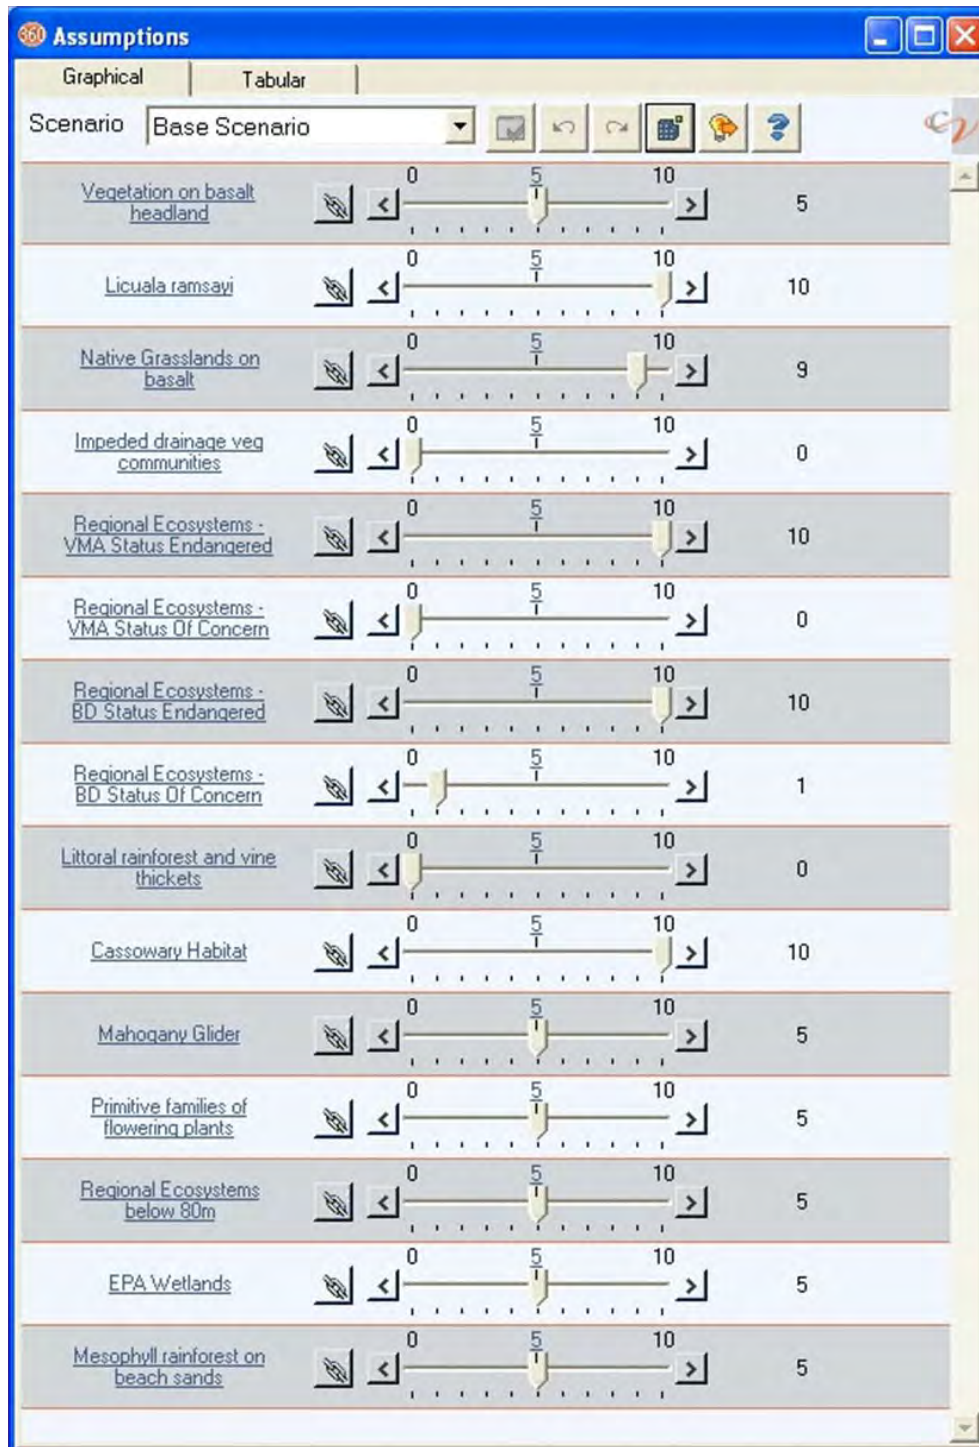 360 Assumptions
Graphical Tabular
Scenario Base Scenario
0 5 10
Vegetation on basalt
headland
5
0 5 10
Licuala ramsayi
10
0 5 10
Native Grasslands on
basalt
9
0 5 10
Impeded drainage veg
communities
0
0 5 10
Regional Ecosystems -
VMA Status Endangered
10
0 5 10
Regional Ecosystems -
VMA Status Of Concern
0
0 5 10
Regional Ecosystems -
BD Status Endangered
10
0 5 10
Regional Ecosystems -
BD Status Of Concern
1
0 5 10
Littoral rainforest and vine
thickets
0
0 5 10
Cassowary Habitat
10
0 5 10
Mahogany Glider
5
0 5 10
Primitive families of
flowering plants
5
0 5 10
Regional Ecosystems
below 80m
5
0 5 10
EPA Wetlands
5
0 5 10
Mesophyll rainforest on
beach sands
5